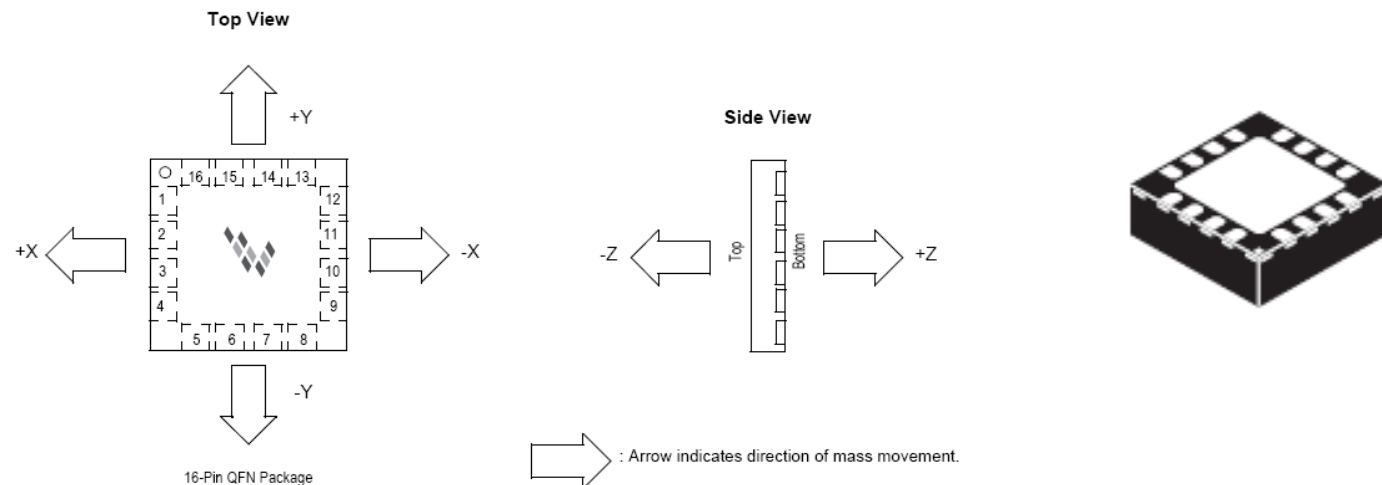 Top View
+Y
Side View
16 15 14 13
1
12
2
11
+X
-X
3
10
4
9
5 6 7 8
-Z
Top
Bottom
+Z
-Y
: Arrow indicates direction of mass movement.
16-Pin QFN Package